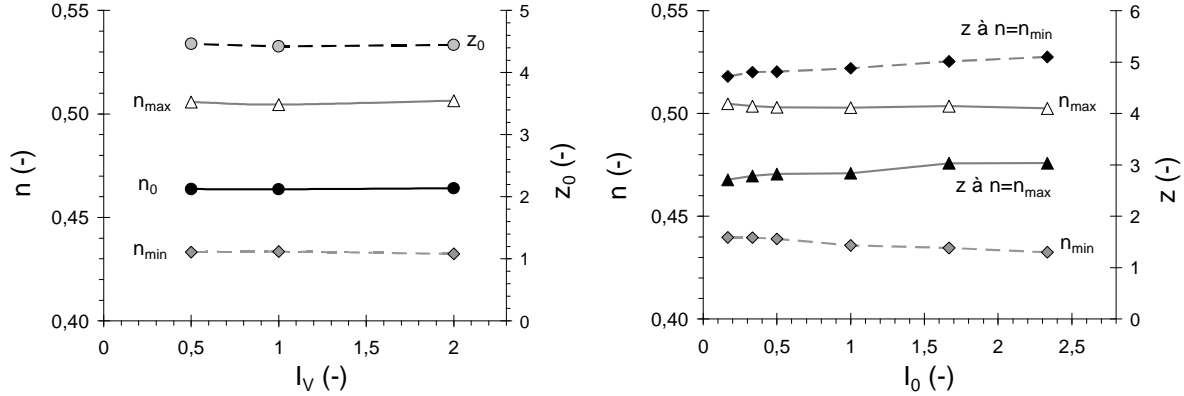 0,55
0,50
0,45
0,40
n (-)
z₀
n_max
n₀
n_min
5
4
3
2
1
0
z₀ (-)
0
0,5
1
1,5
2
I_V (-)
0,55
0,50
0,45
0,40
n (-)
z à n=n_min
n_max
z à n=n_max
n_min
6
5
4
3
2
1
0
z (-)
0
0,5
1
1,5
2
2,5
I₀ (-)